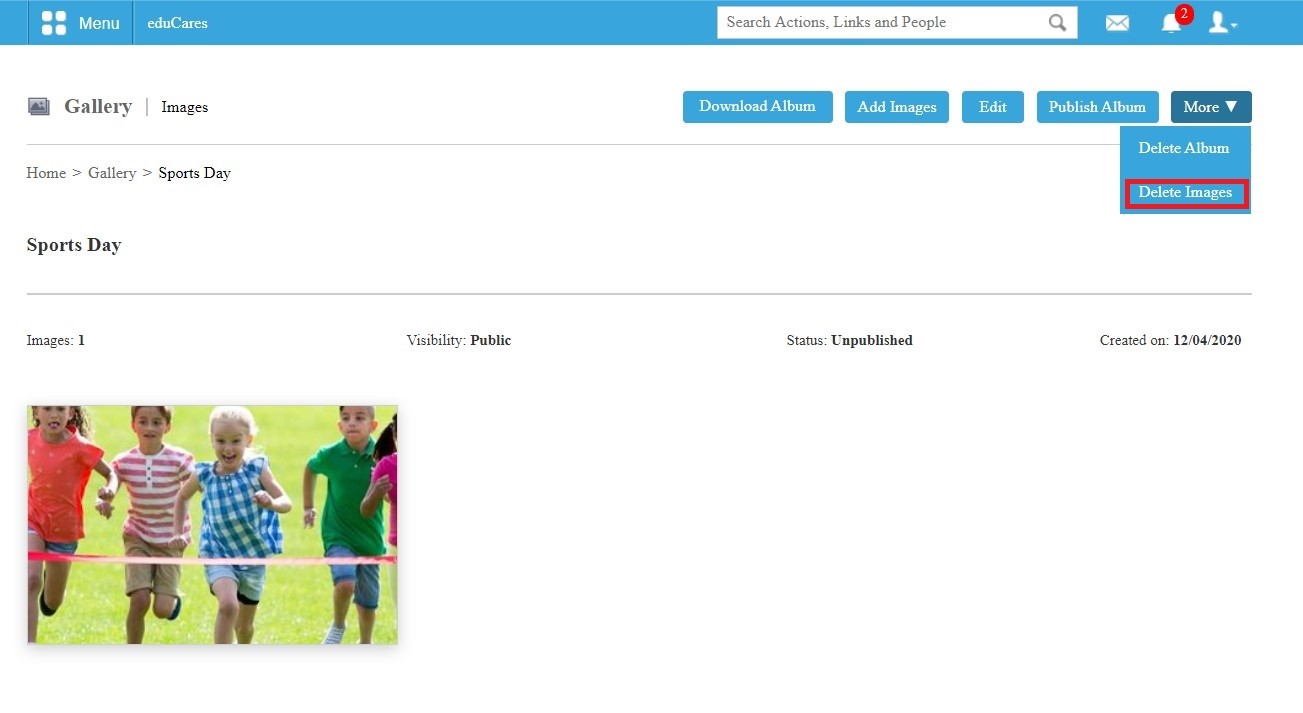 Menu eduCares Search Actions, Links and People 2
Gallery | Images Download Album Add Images Edit Publish Album More ▼
Delete Album
Home > Gallery > Sports Day
Delete Images
Sports Day
Images: 1 Visibility: Public Status: Unpublished Created on: 12/04/2020